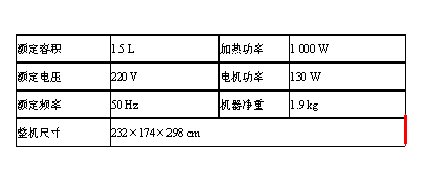 额定容积 1.5 L 加热功率 1 000 W
额定电压 220 V 电机功率 130 W
额定频率 50 Hz 机器净重 1.9 kg
整机尺寸 232×174×298 cm